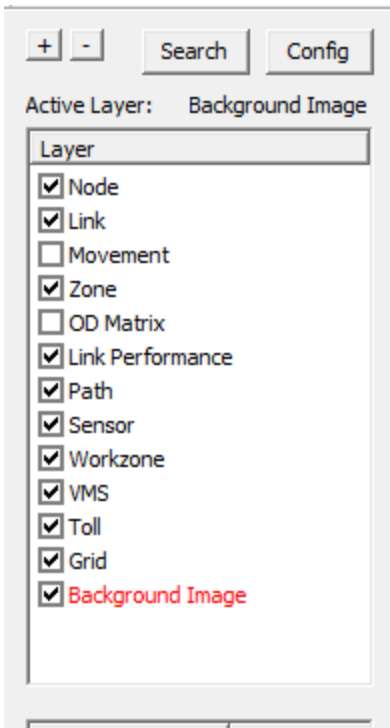 + - Search Config
Active Layer: Background Image
Layer
Node
Link
Movement
Zone
OD Matrix
Link Performance
Path
Sensor
Workzone
VMS
Toll
Grid
Background Image